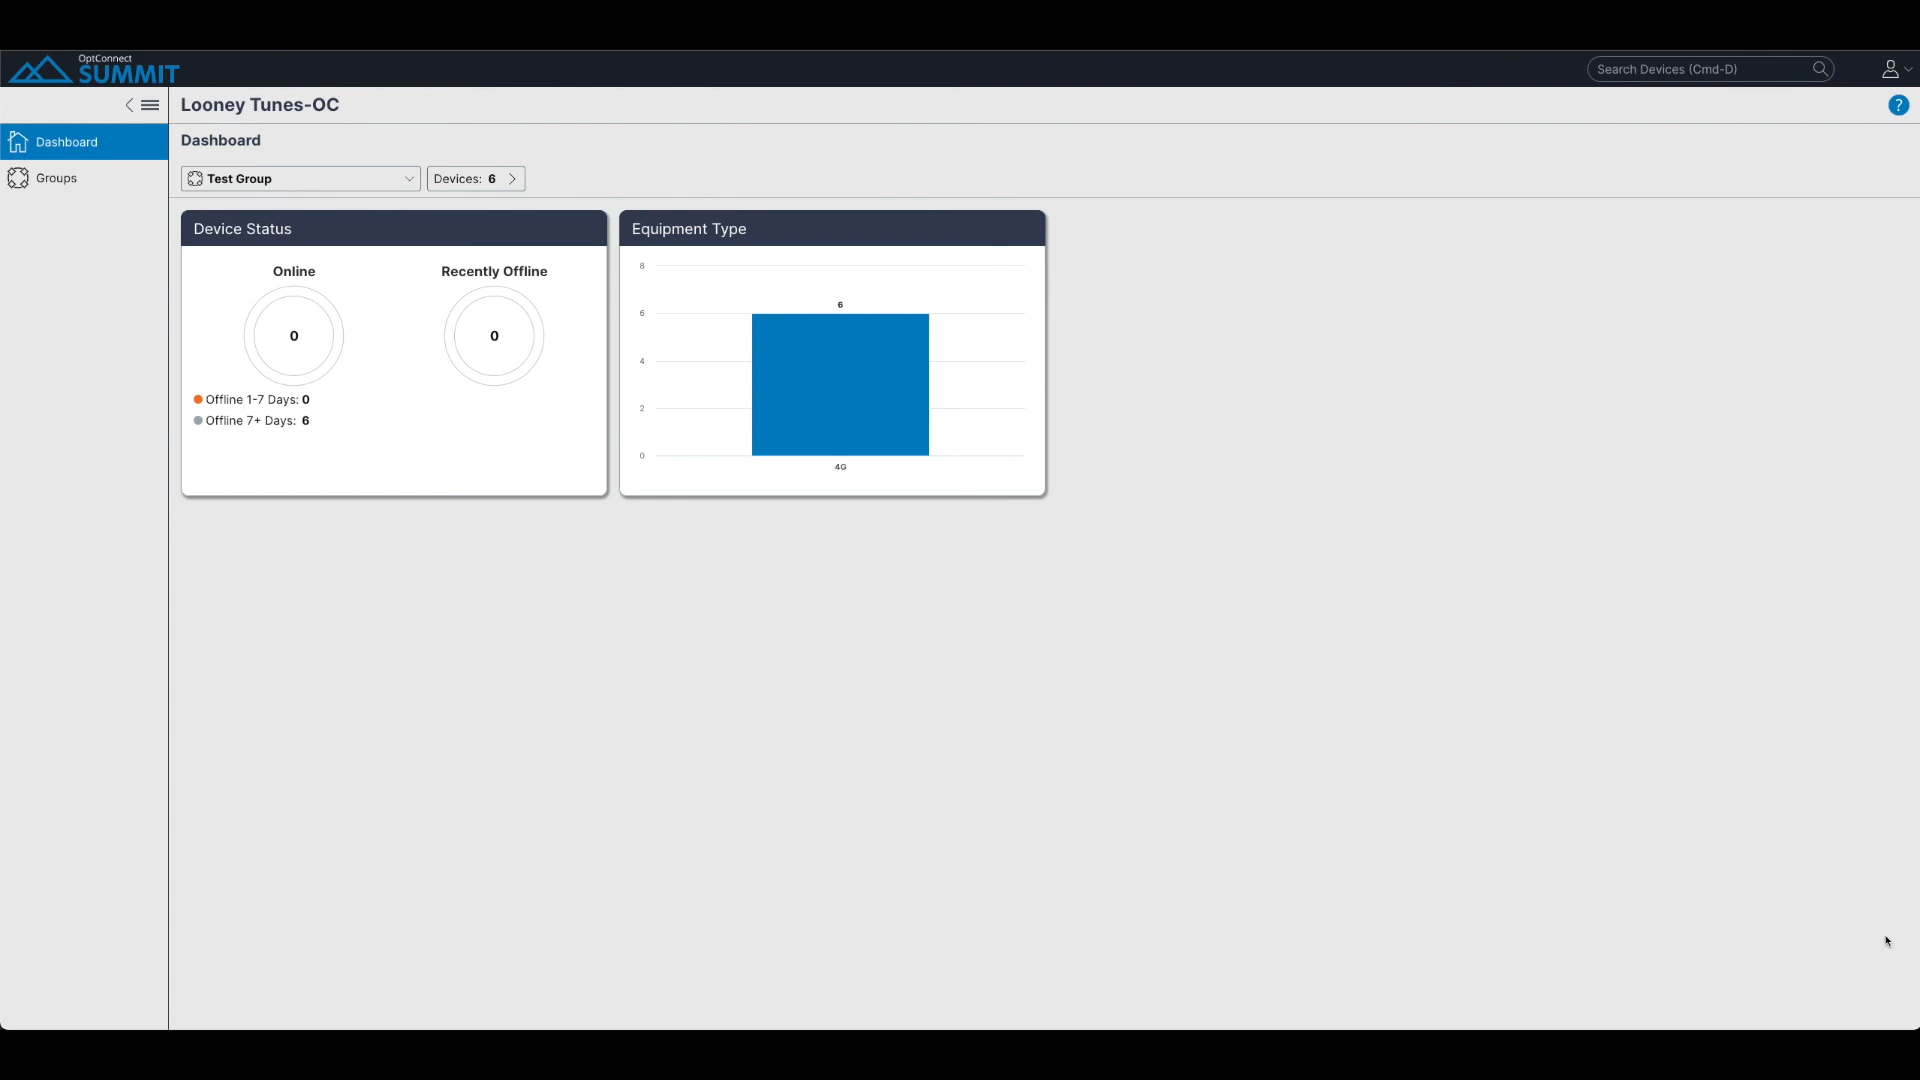 OptConnect
SUMMIT
Search Devices (Cmd-D)
Looney Tunes-OC
?
Dashboard
Dashboard
Groups
Test Group
Devices: 6
Device Status
Equipment Type
Online
Recently Offline
0
0
Offline 1-7 Days: 0
Offline 7+ Days: 6
8
6
6
4
2
0
4G